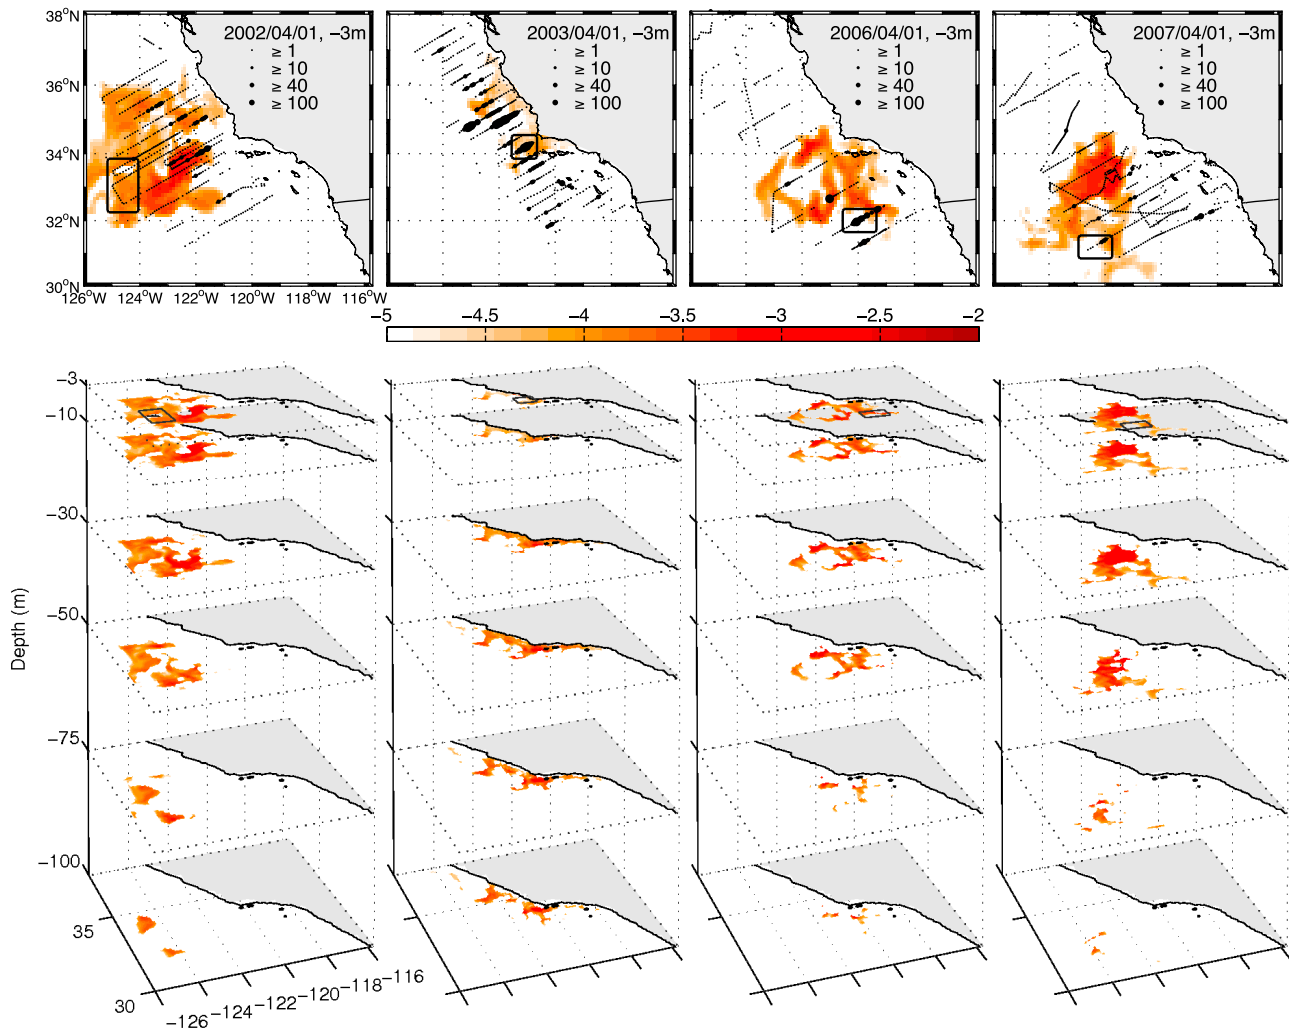 38°N
36°N
34°N
32°N
30°N
126°W 124°W 122°W 120°W 118°W 116°W
2002/04/01, −3m
≥ 1
≥ 10
≥ 40
≥ 100
2003/04/01, −3m
≥ 1
≥ 10
≥ 40
≥ 100
2006/04/01, −3m
≥ 1
≥ 10
≥ 40
≥ 100
2007/04/01, −3m
≥ 1
≥ 10
≥ 40
≥ 100
−5 −4.5 −4 −3.5 −3 −2.5 −2
−3
−10
−30
−50
−75
−100
Depth (m)
35
30
−126 −124 −122 −120 −118 −116